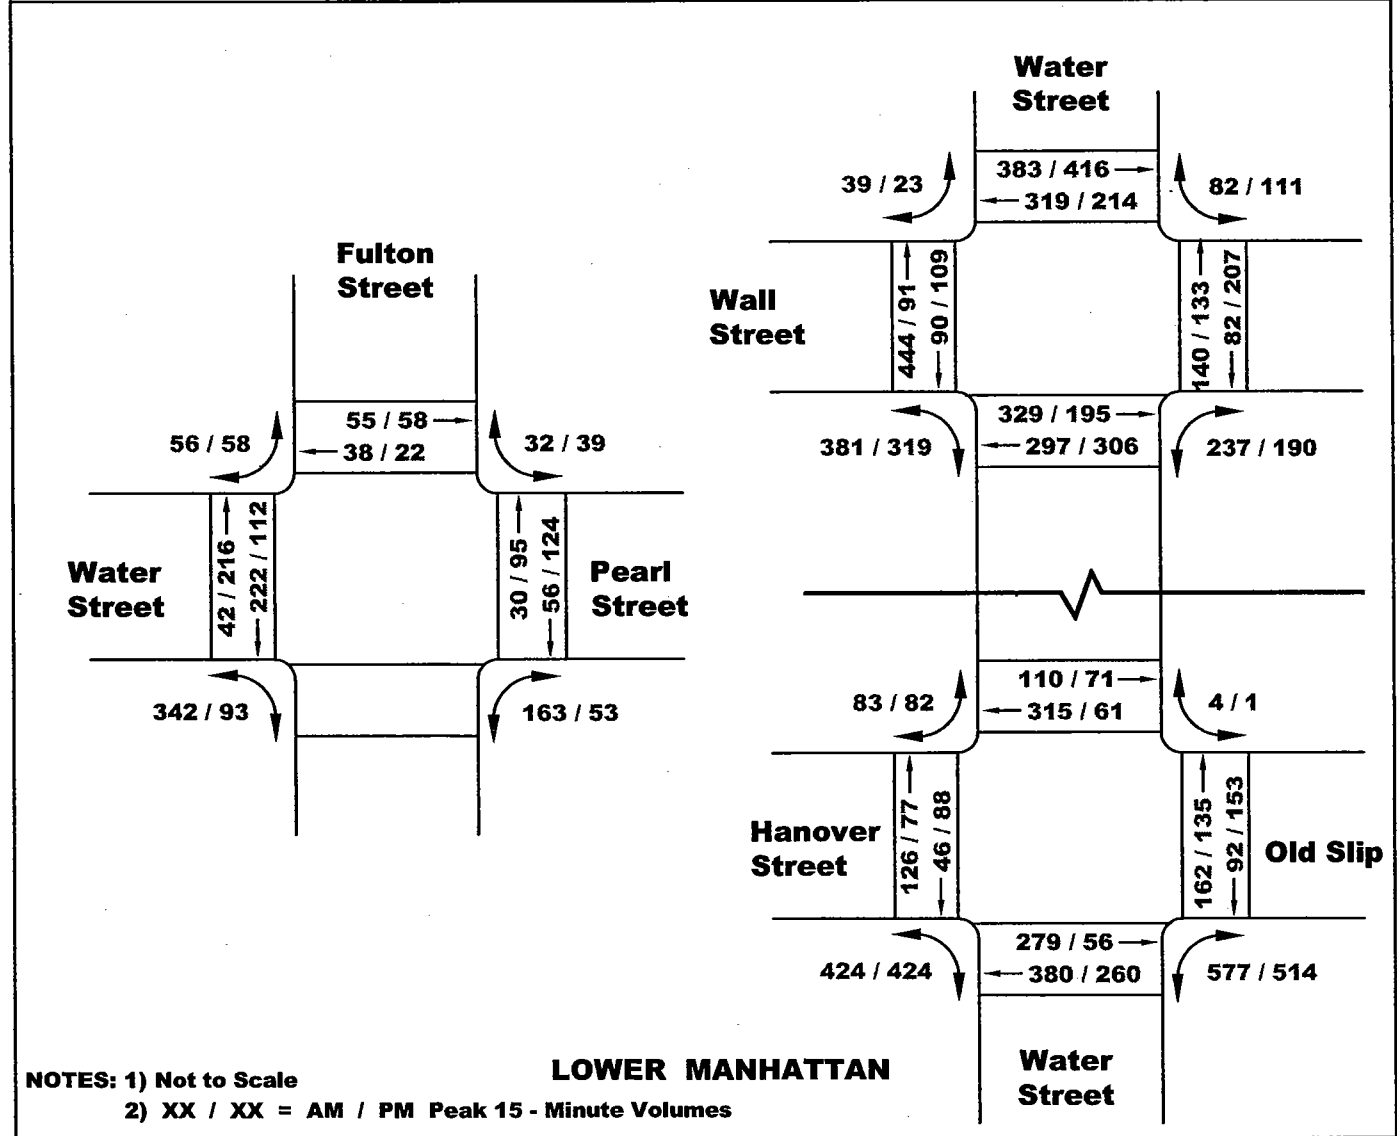 Fulton
Street
55 / 58
38 / 22
56 / 58
32 / 39
42 / 216
222 / 112
30 / 95
56 / 124
Water
Street
Pearl
Street
342 / 93
163 / 53
Water
Street
383 / 416
319 / 214
39 / 23
82 / 111
Wall
Street
444 / 91
90 / 109
140 / 133
82 / 207
329 / 195
297 / 306
381 / 319
237 / 190
110 / 71
315 / 61
83 / 82
4 / 1
Hanover
Street
126 / 77
46 / 88
162 / 135
92 / 153
Old Slip
279 / 56
380 / 260
424 / 424
577 / 514
Water
Street
LOWER MANHATTAN
NOTES: 1) Not to Scale
2) XX / XX = AM / PM Peak 15 - Minute Volumes